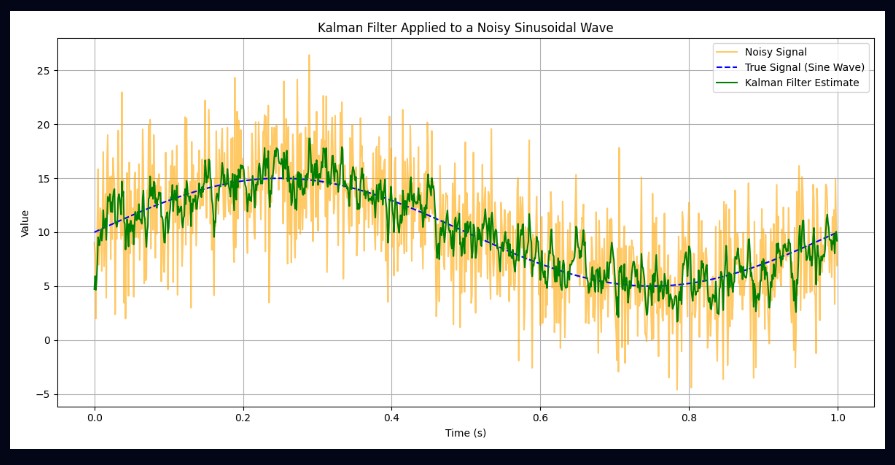 Kalman Filter Applied to a Noisy Sinusoidal Wave
Noisy Signal
True Signal (Sine Wave)
Kalman Filter Estimate
25
20
15
10
5
0
−5
Value
0.0 0.2 0.4 0.6 0.8 1.0
Time (s)